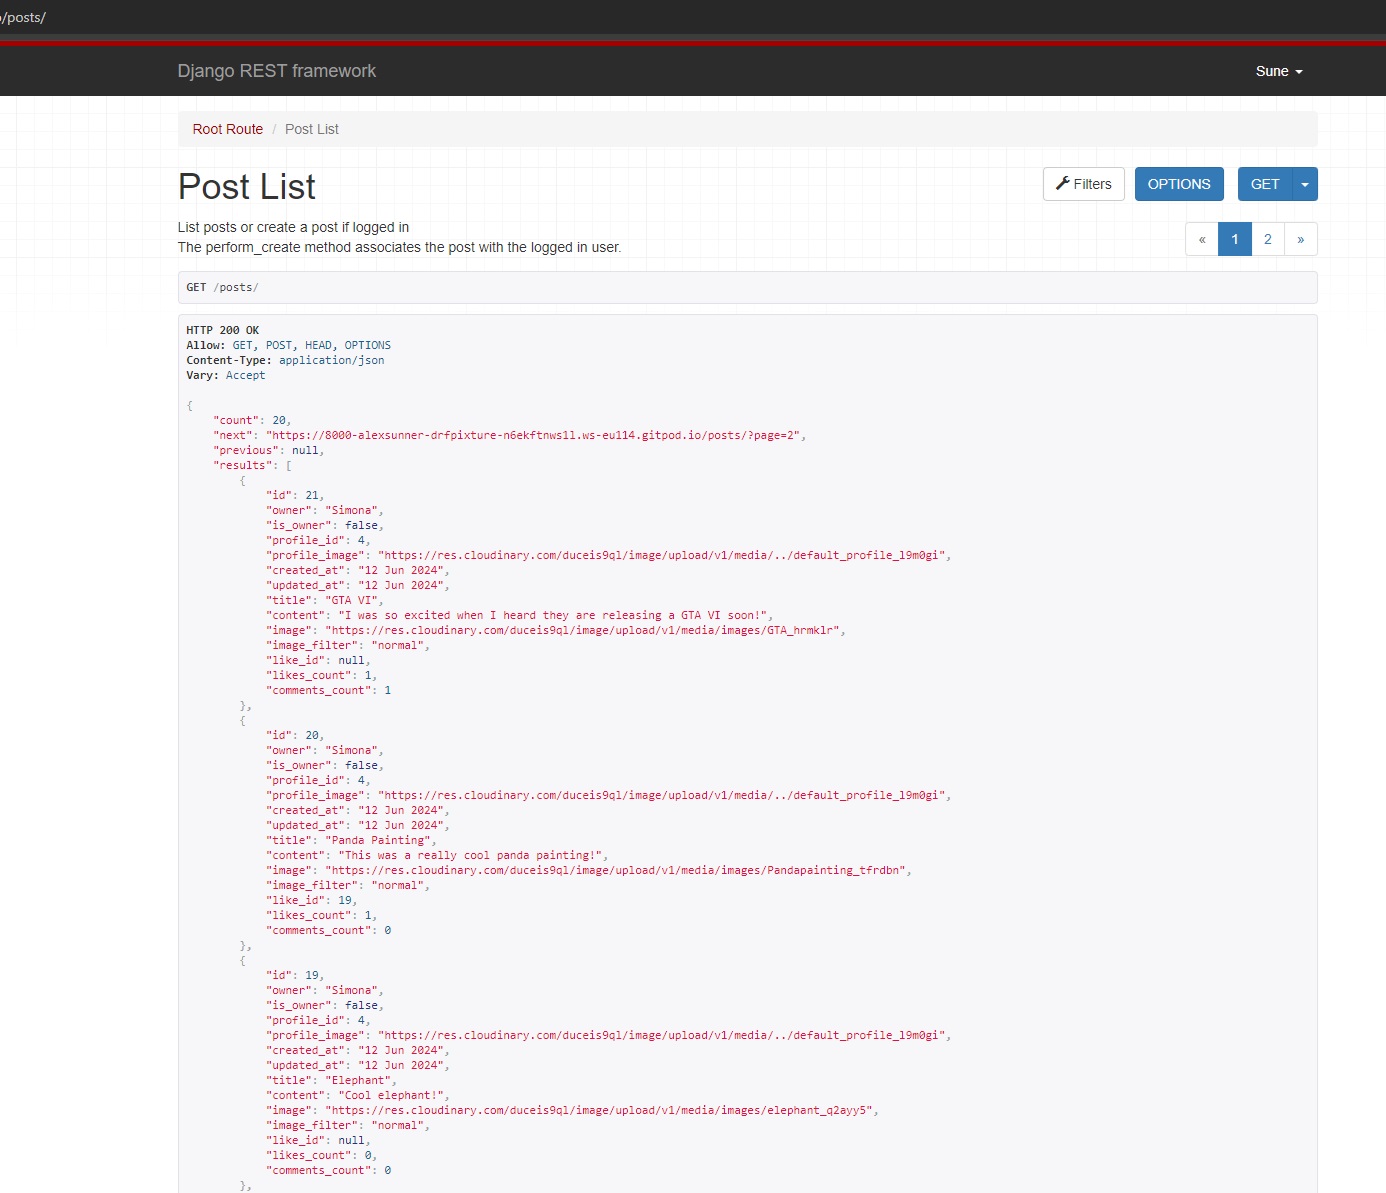 /posts/
Django REST framework
Sune
Root Route / Post List
Post List
Filters
OPTIONS
GET
List posts or create a post if logged in
The perform_create method associates the post with the logged in user.
« 1 2 »
GET /posts/
HTTP 200 OK
Allow: GET, POST, HEAD, OPTIONS
Content-Type: application/json
Vary: Accept
{
    "count": 20,
    "next": "https://8000-alexsunner-drfpixture-n6ekftnws1l.ws-eu114.gitpod.io/posts/?page=2",
    "previous": null,
    "results": [
        {
            "id": 21,
            "owner": "Simona",
            "is_owner": false,
            "profile_id": 4,
            "profile_image": "https://res.cloudinary.com/duceis9ql/image/upload/v1/media/../default_profile_l9m0gi",
            "created_at": "12 Jun 2024",
            "updated_at": "12 Jun 2024",
            "title": "GTA VI",
            "content": "I was so excited when I heard they are releasing a GTA VI soon!",
            "image": "https://res.cloudinary.com/duceis9ql/image/upload/v1/media/images/GTA_hrmklr",
            "image_filter": "normal",
            "like_id": null,
            "likes_count": 1,
            "comments_count": 1
        },
        {
            "id": 20,
            "owner": "Simona",
            "is_owner": false,
            "profile_id": 4,
            "profile_image": "https://res.cloudinary.com/duceis9ql/image/upload/v1/media/../default_profile_l9m0gi",
            "created_at": "12 Jun 2024",
            "updated_at": "12 Jun 2024",
            "title": "Panda Painting",
            "content": "This was a really cool panda painting!",
            "image": "https://res.cloudinary.com/duceis9ql/image/upload/v1/media/images/Pandapainting_tfrdbn",
            "image_filter": "normal",
            "like_id": 19,
            "likes_count": 1,
            "comments_count": 0
        },
        {
            "id": 19,
            "owner": "Simona",
            "is_owner": false,
            "profile_id": 4,
            "profile_image": "https://res.cloudinary.com/duceis9ql/image/upload/v1/media/../default_profile_l9m0gi",
            "created_at": "12 Jun 2024",
            "updated_at": "12 Jun 2024",
            "title": "Elephant",
            "content": "Cool elephant!",
            "image": "https://res.cloudinary.com/duceis9ql/image/upload/v1/media/images/elephant_q2ayy5",
            "image_filter": "normal",
            "like_id": null,
            "likes_count": 0,
            "comments_count": 0
        },